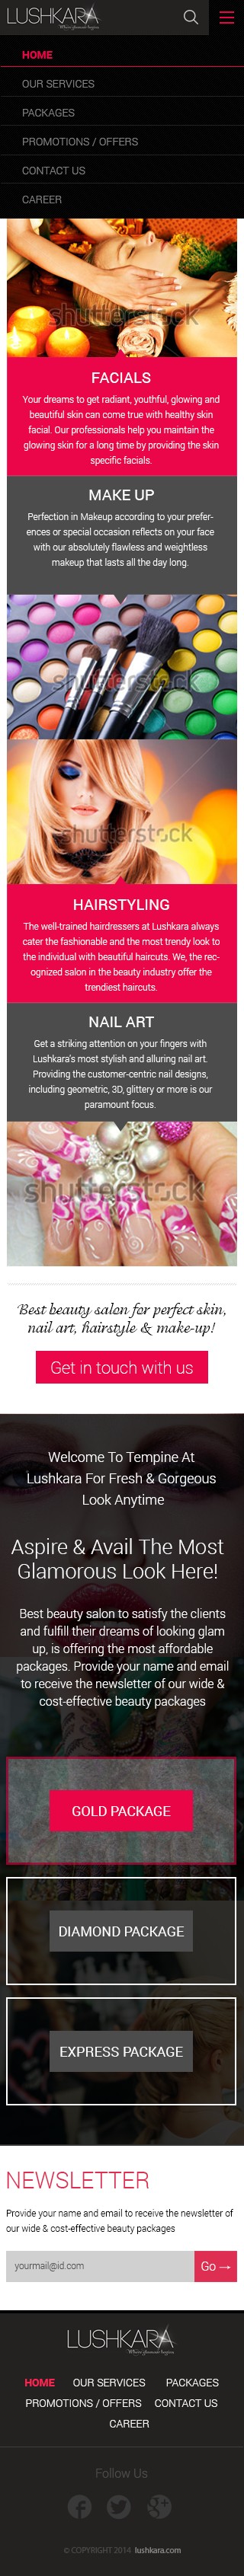 LUSHKARA
Where glamour begins
HOME
OUR SERVICES
PACKAGES
PROMOTIONS / OFFERS
CONTACT US
CAREER
shutterstock
FACIALS
Your dreams to get radiant, youthful, glowing and
beautiful skin can come true with healthy skin
facial. Our professionals help you maintain the
glowing skin for a long time by providing the skin
specific facials.
MAKE UP
Perfection in Makeup according to your prefer-
ences or special occasion reflects on your face
with our absolutely flawless and weightless
makeup that lasts all the day long.
shutterstock
shutterstock
HAIRSTYLING
The well-trained hairdressers at Lushkara always
cater the fashionable and the most trendy look to
the individual with beautiful haircuts. We, the rec-
ognized salon in the beauty industry offer the
trendiest haircuts.
NAIL ART
Get a striking attention on your fingers with
Lushkara's most stylish and alluring nail art.
Providing the customer-centric nail designs,
including geometric, 3D, glittery or more is our
paramount focus.
shutterstock
Best beauty salon for perfect skin,
nail art, hairstyle & make-up!
Get in touch with us
Welcome To Tempine At
Lushkara For Fresh & Gorgeous
Look Anytime
Aspire & Avail The Most
Glamorous Look Here!
Best beauty salon to satisfy the clients
and fulfill their dreams of looking glam
up, is offering the most affordable
packages. Provide your name and email
to receive the newsletter of our wide &
cost-effective beauty packages
GOLD PACKAGE
DIAMOND PACKAGE
EXPRESS PACKAGE
NEWSLETTER
Provide your name and email to receive the newsletter of
our wide & cost-effective beauty packages
yourmail@id.com
Go →
LUSHKARA
Where glamour begins
HOME OUR SERVICES PACKAGES
PROMOTIONS / OFFERS CONTACT US
CAREER
Follow Us
© COPYRIGHT 2014 lushkara.com